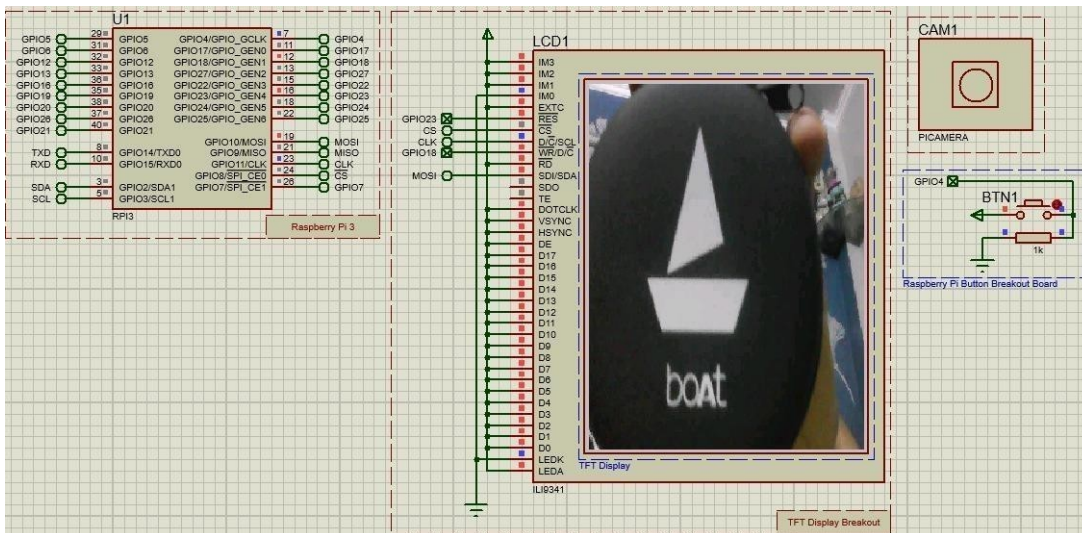 U1
29 GPIO5 GPIO5 GPIO4/GPIO_GCLK 7 GPIO4
31 GPIO6 GPIO6 GPIO17/GPIO_GEN0 11 GPIO17
32 GPIO12 GPIO12 GPIO18/GPIO_GEN1 12 GPIO18
33 GPIO13 GPIO13 GPIO27/GPIO_GEN2 13 GPIO27
36 GPIO16 GPIO16 GPIO22/GPIO_GEN3 15 GPIO22
35 GPIO19 GPIO19 GPIO23/GPIO_GEN4 16 GPIO23
38 GPIO20 GPIO20 GPIO24/GPIO_GEN5 18 GPIO24
37 GPIO26 GPIO26 GPIO25/GPIO_GEN6 22 GPIO25
40 GPIO21 GPIO21
GPIO10/MOSI 19 MOSI
TXD 8 GPIO14/TXD0 GPIO9/MISO 21 MISO
RXD 10 GPIO15/RXD0 GPIO11/CLK 23 CLK
GPIO8/SPI_CE0 24 CS
SDA 3 GPIO2/SDA1 GPIO7/SPI_CE1 26 GPIO7
SCL 5 GPIO3/SCL1
RPI3
Raspberry Pi 3
LCD1
IM3
IM2
IM1
IM0
EXTC
GPIO23 RES
CS CS
CLK D/C/SCL
GPIO18 WR/D/C
RD
MOSI SDI/SDA
SDO
TE
DOTCLK
VSYNC
HSYNC
DE
D17
D16
D15
D14
D13
D12
D11
D10
D9
D8
D7
D6
D5
D4
D3
D2
D1
D0
LEDK
LEDA
ILI9341
boAt
TFT Display
TFT Display Breakout
CAM1
PICAMERA
GPIO4
BTN1
1k
Raspberry Pi Button Breakout Board